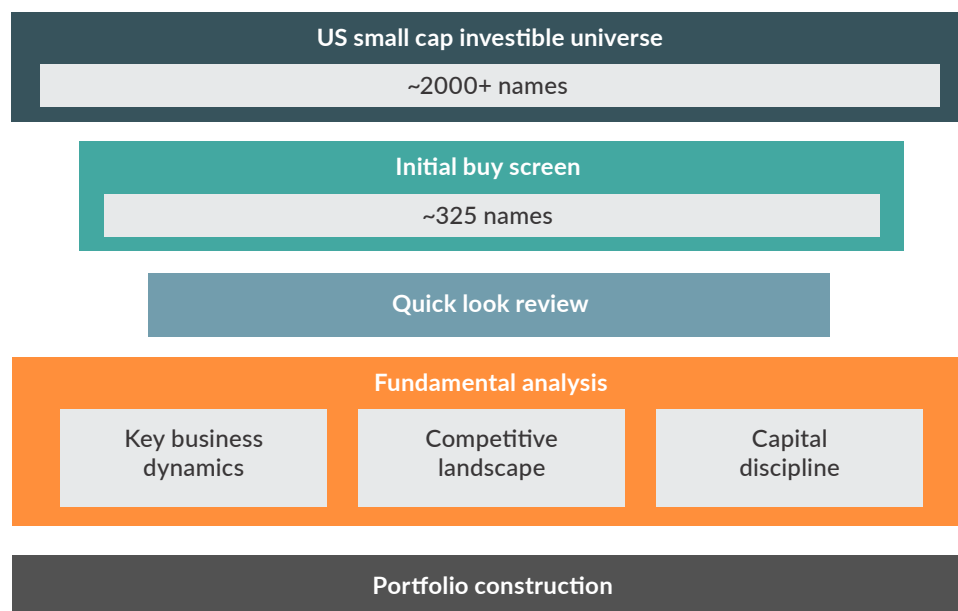 US small cap investible universe
~2000+ names
Initial buy screen
~325 names
Quick look review
Fundamental analysis
Key business
dynamics
Competitive
landscape
Capital
discipline
Portfolio construction